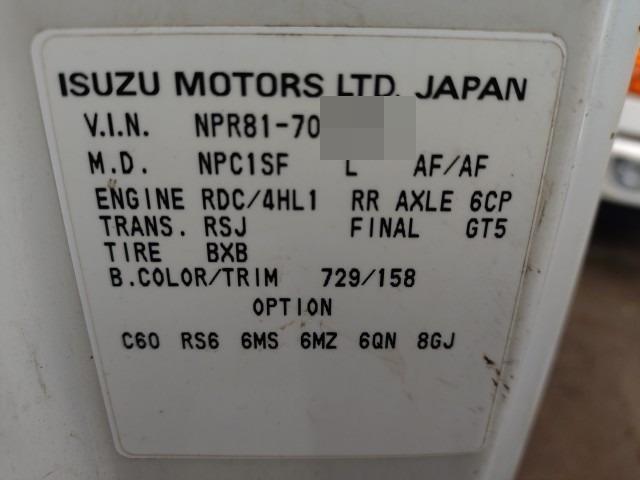 ISUZU MOTORS LTD. JAPAN
V.I.N. NPR81-70
M.D. NPC1SF L AF/AF
ENGINE RDC/4HL1 RR AXLE 6CP
TRANS. RSJ FINAL GT5
TIRE BXB
B.COLOR/TRIM 729/158
OPTION
C60 RS6 6MS 6MZ 6QN 8GJ